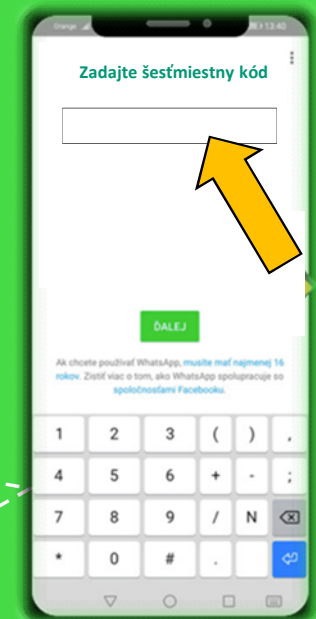 Orange
13:40
Zadajte šesťmiestny kód
ĎALEJ
Ak chcete používať WhatsApp, musíte mať najmenej 16
rokov. Zistiť viac o tom, ako WhatsApp spolupracuje so
spoločnosťami Facebooku.
1 2 3 ( ) ,
4 5 6 + - ;
7 8 9 / N
* 0 # .